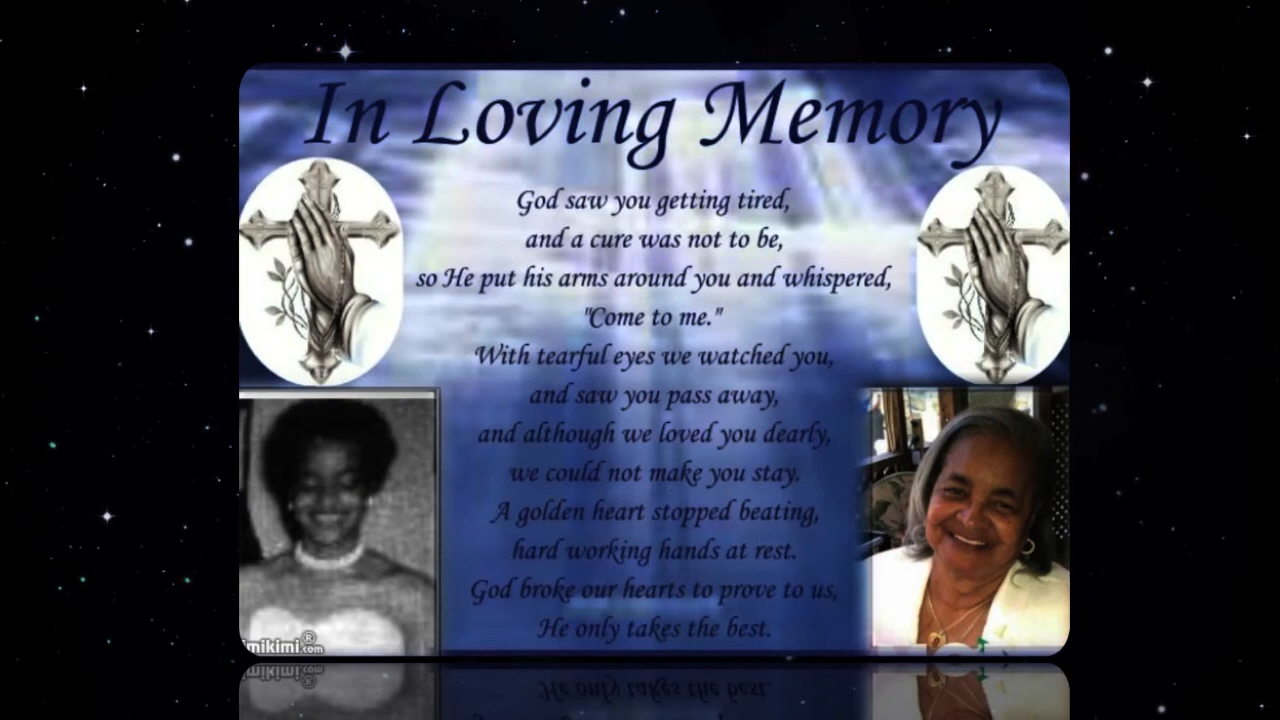 In Loving Memory
God saw you getting tired,
and a cure was not to be,
so He put his arms around you and whispered,
"Come to me."
With tearful eyes we watched you,
and saw you pass away,
and although we loved you dearly,
we could not make you stay.
A golden heart stopped beating,
hard working hands at rest.
God broke our hearts to prove to us,
He only takes the best.
imikimi.com®